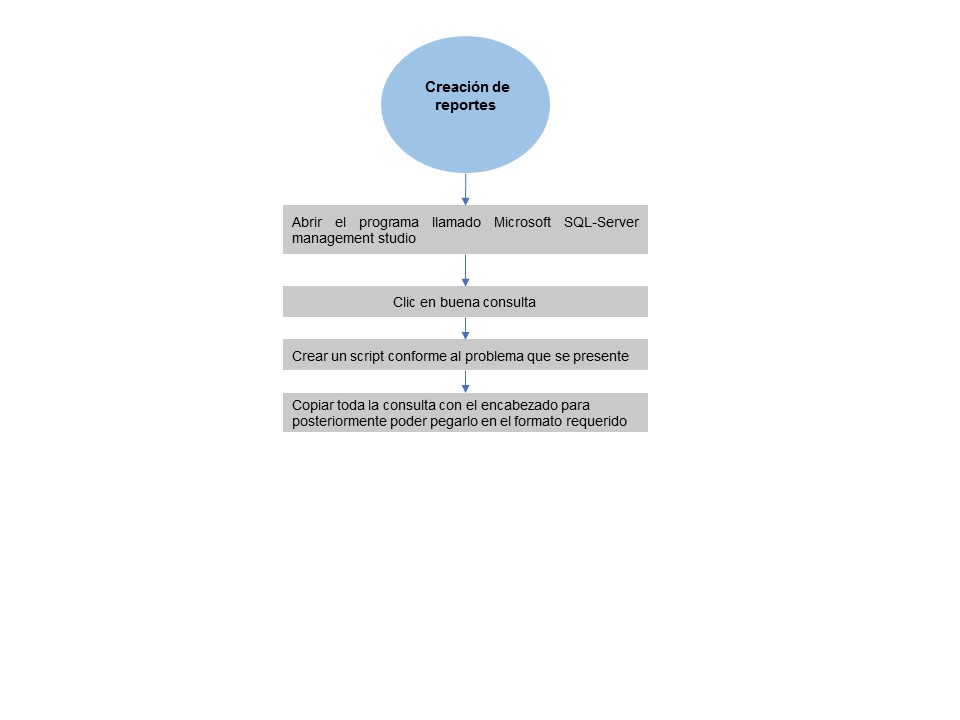 Creación de
reportes
Abrir el programa llamado Microsoft SQL-Server
management studio
Clic en buena consulta
Crear un script conforme al problema que se presente
Copiar toda la consulta con el encabezado para
posteriormente poder pegarlo en el formato requerido